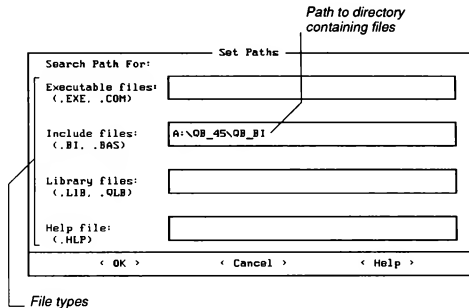 Path to directory
containing files
Set Paths
Search Path For:
Executable files:
(.EXE, .COM)
Include files:
(.BI, .BAS)
A:\QB_45\QB_BI
Library files:
(.LIB, .QLB)
Help file:
(.HLP)
< OK > < Cancel > < Help >
File types